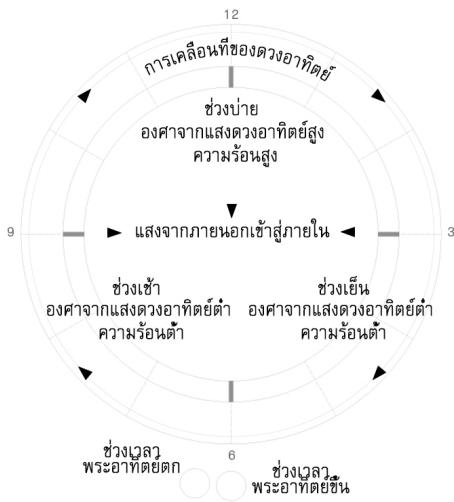 12
การเคลื่อนที่ของดวงอาทิตย์
ช่วงบ่าย
องศาจากแสงดวงอาทิตย์สูง
ความร้อนสูง
9
แสงจากภายนอกเข้าสู่ภายใน
3
ช่วงเช้า
องศาจากแสงดวงอาทิตย์ต่ำ
ความร้อนต่ำ
ช่วงเย็น
องศาจากแสงดวงอาทิตย์ต่ำ
ความร้อนต่ำ
6
ช่วงเวลา
พระอาทิตย์ตก
ช่วงเวลา
พระอาทิตย์ขึ้น